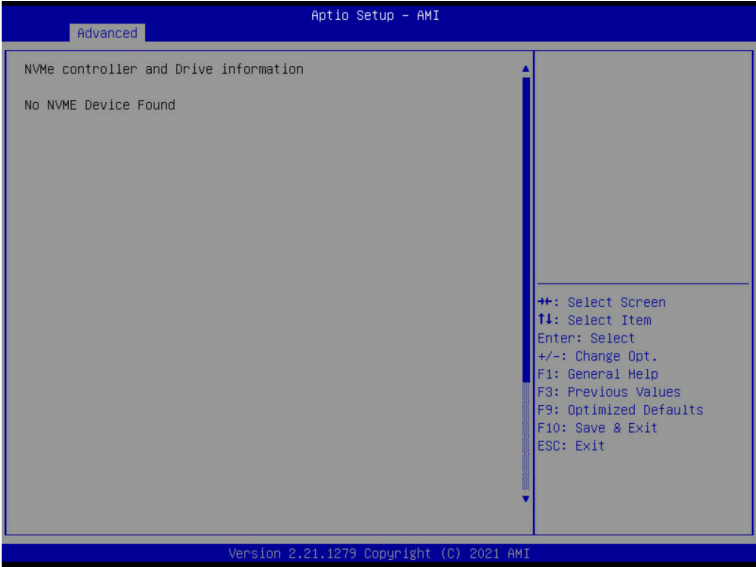 Aptio Setup – AMI
Advanced
NVMe controller and Drive information
No NVME Device Found
→←: Select Screen
↑↓: Select Item
Enter: Select
+/-: Change Opt.
F1: General Help
F3: Previous Values
F9: Optimized Defaults
F10: Save & Exit
ESC: Exit
Version 2.21.1279 Copyright (C) 2021 AMI